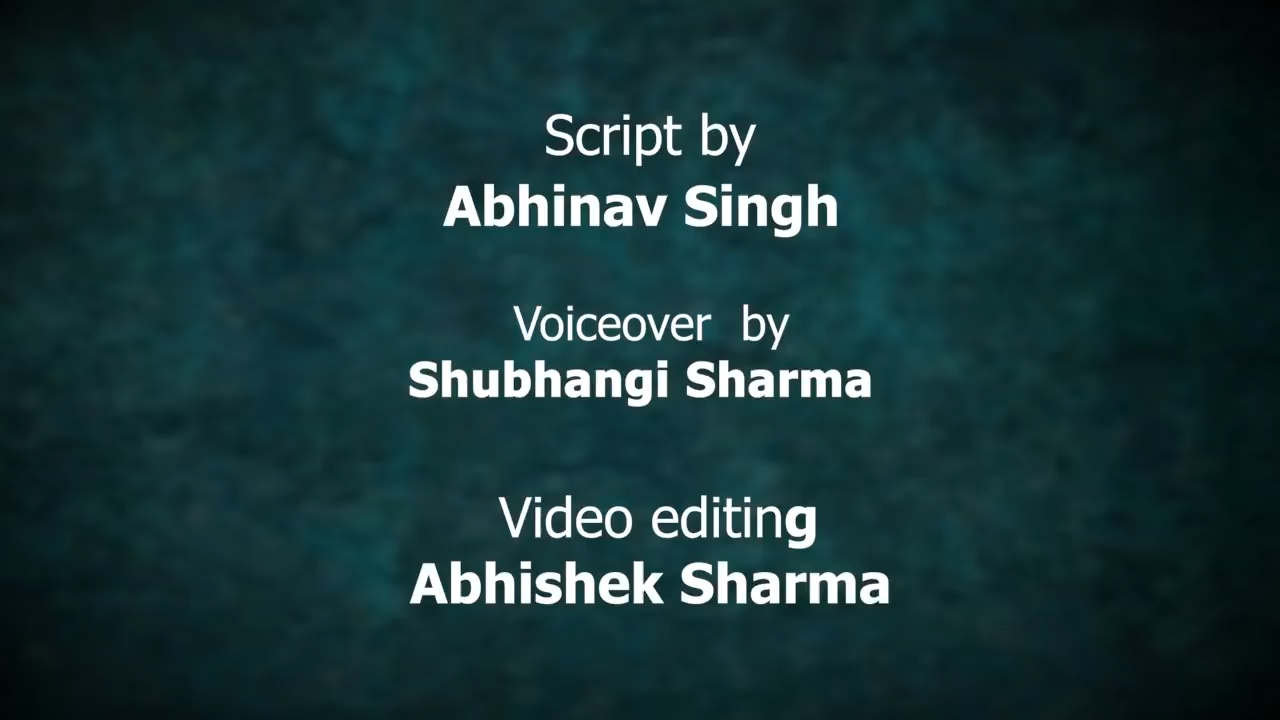 Script by
Abhinav Singh
Voiceover by
Shubhangi Sharma
Video editing
Abhishek Sharma